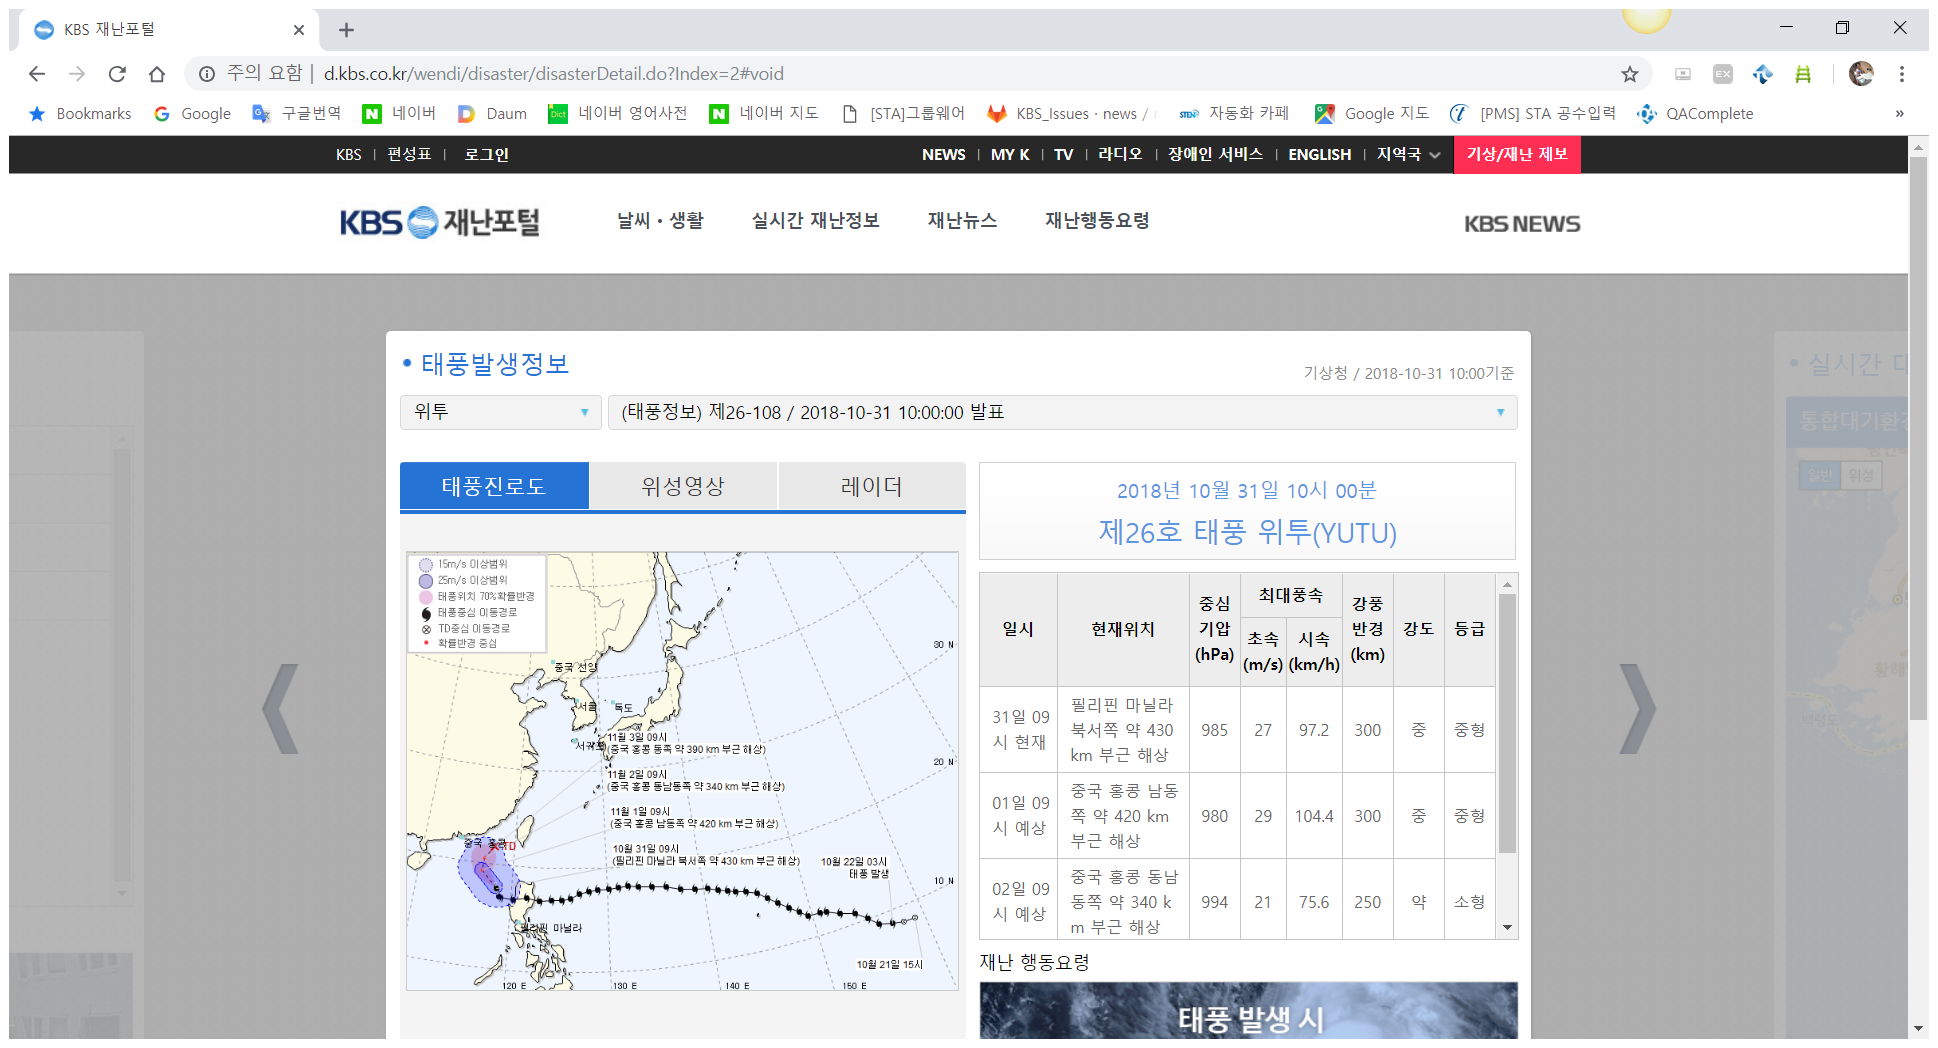 KBS 재난포털
주의 요함 | d.kbs.co.kr/wendi/disaster/disasterDetail.do?Index=2#void
Bookmarks Google 구글번역 네이버 Daum 네이버 영어사전 네이버 지도 [STA]그룹웨어 KBS_Issues · news / 자동화 카페 Google 지도 [PMS] STA 공수입력 QAComplete »
KBS | 편성표 | 로그인 NEWS | MY K | TV | 라디오 | 장애인 서비스 | ENGLISH | 지역국 기상/재난 제보
KBS 재난포털 날씨 • 생활 실시간 재난정보 재난뉴스 재난행동요령 KBS NEWS
• 태풍발생정보
기상청 / 2018-10-31 10:00기준
위투
(태풍정보) 제26-108 / 2018-10-31 10:00:00 발표
태풍진로도 위성영상 레이더
15m/s 이상범위
25m/s 이상범위
태풍위치 70%확률반경
태풍중심 이동경로
TD중심 이동경로
확률반경 중심
30 N
중국 선양
서울
독도
서귀포
11월 3일 09시
(중국 홍콩 동쪽 약 390 km 부근 해상)
20 N
11월 2일 09시
(중국 홍콩 동남동쪽 약 340 km 부근 해상)
11월 1일 09시
(중국 홍콩 남동쪽 약 420 km 부근 해상)
중국 홍콩
TD
10월 31일 09시
(필리핀 마닐라 북서쪽 약 430 km 부근 해상)
10월 22일 03시
태풍 발생
10 N
필리핀 마닐라
10월 21일 15시
120 E 130 E 140 E 150 E
2018년 10월 31일 10시 00분
제26호 태풍 위투(YUTU)
일시 현재위치 중심 기압 (hPa) 최대풍속 초속 (m/s) 시속 (km/h) 강풍 반경 (km) 강도 등급
31일 09시 현재 필리핀 마닐라 북서쪽 약 430 km 부근 해상 985 27 97.2 300 중 중형
01일 09시 예상 중국 홍콩 남동쪽 약 420 km 부근 해상 980 29 104.4 300 중 중형
02일 09시 예상 중국 홍콩 동남동쪽 약 340 km 부근 해상 994 21 75.6 250 약 소형
재난 행동요령
태풍 발생 시
• 실시간 대
통합대기환경
일반 위성